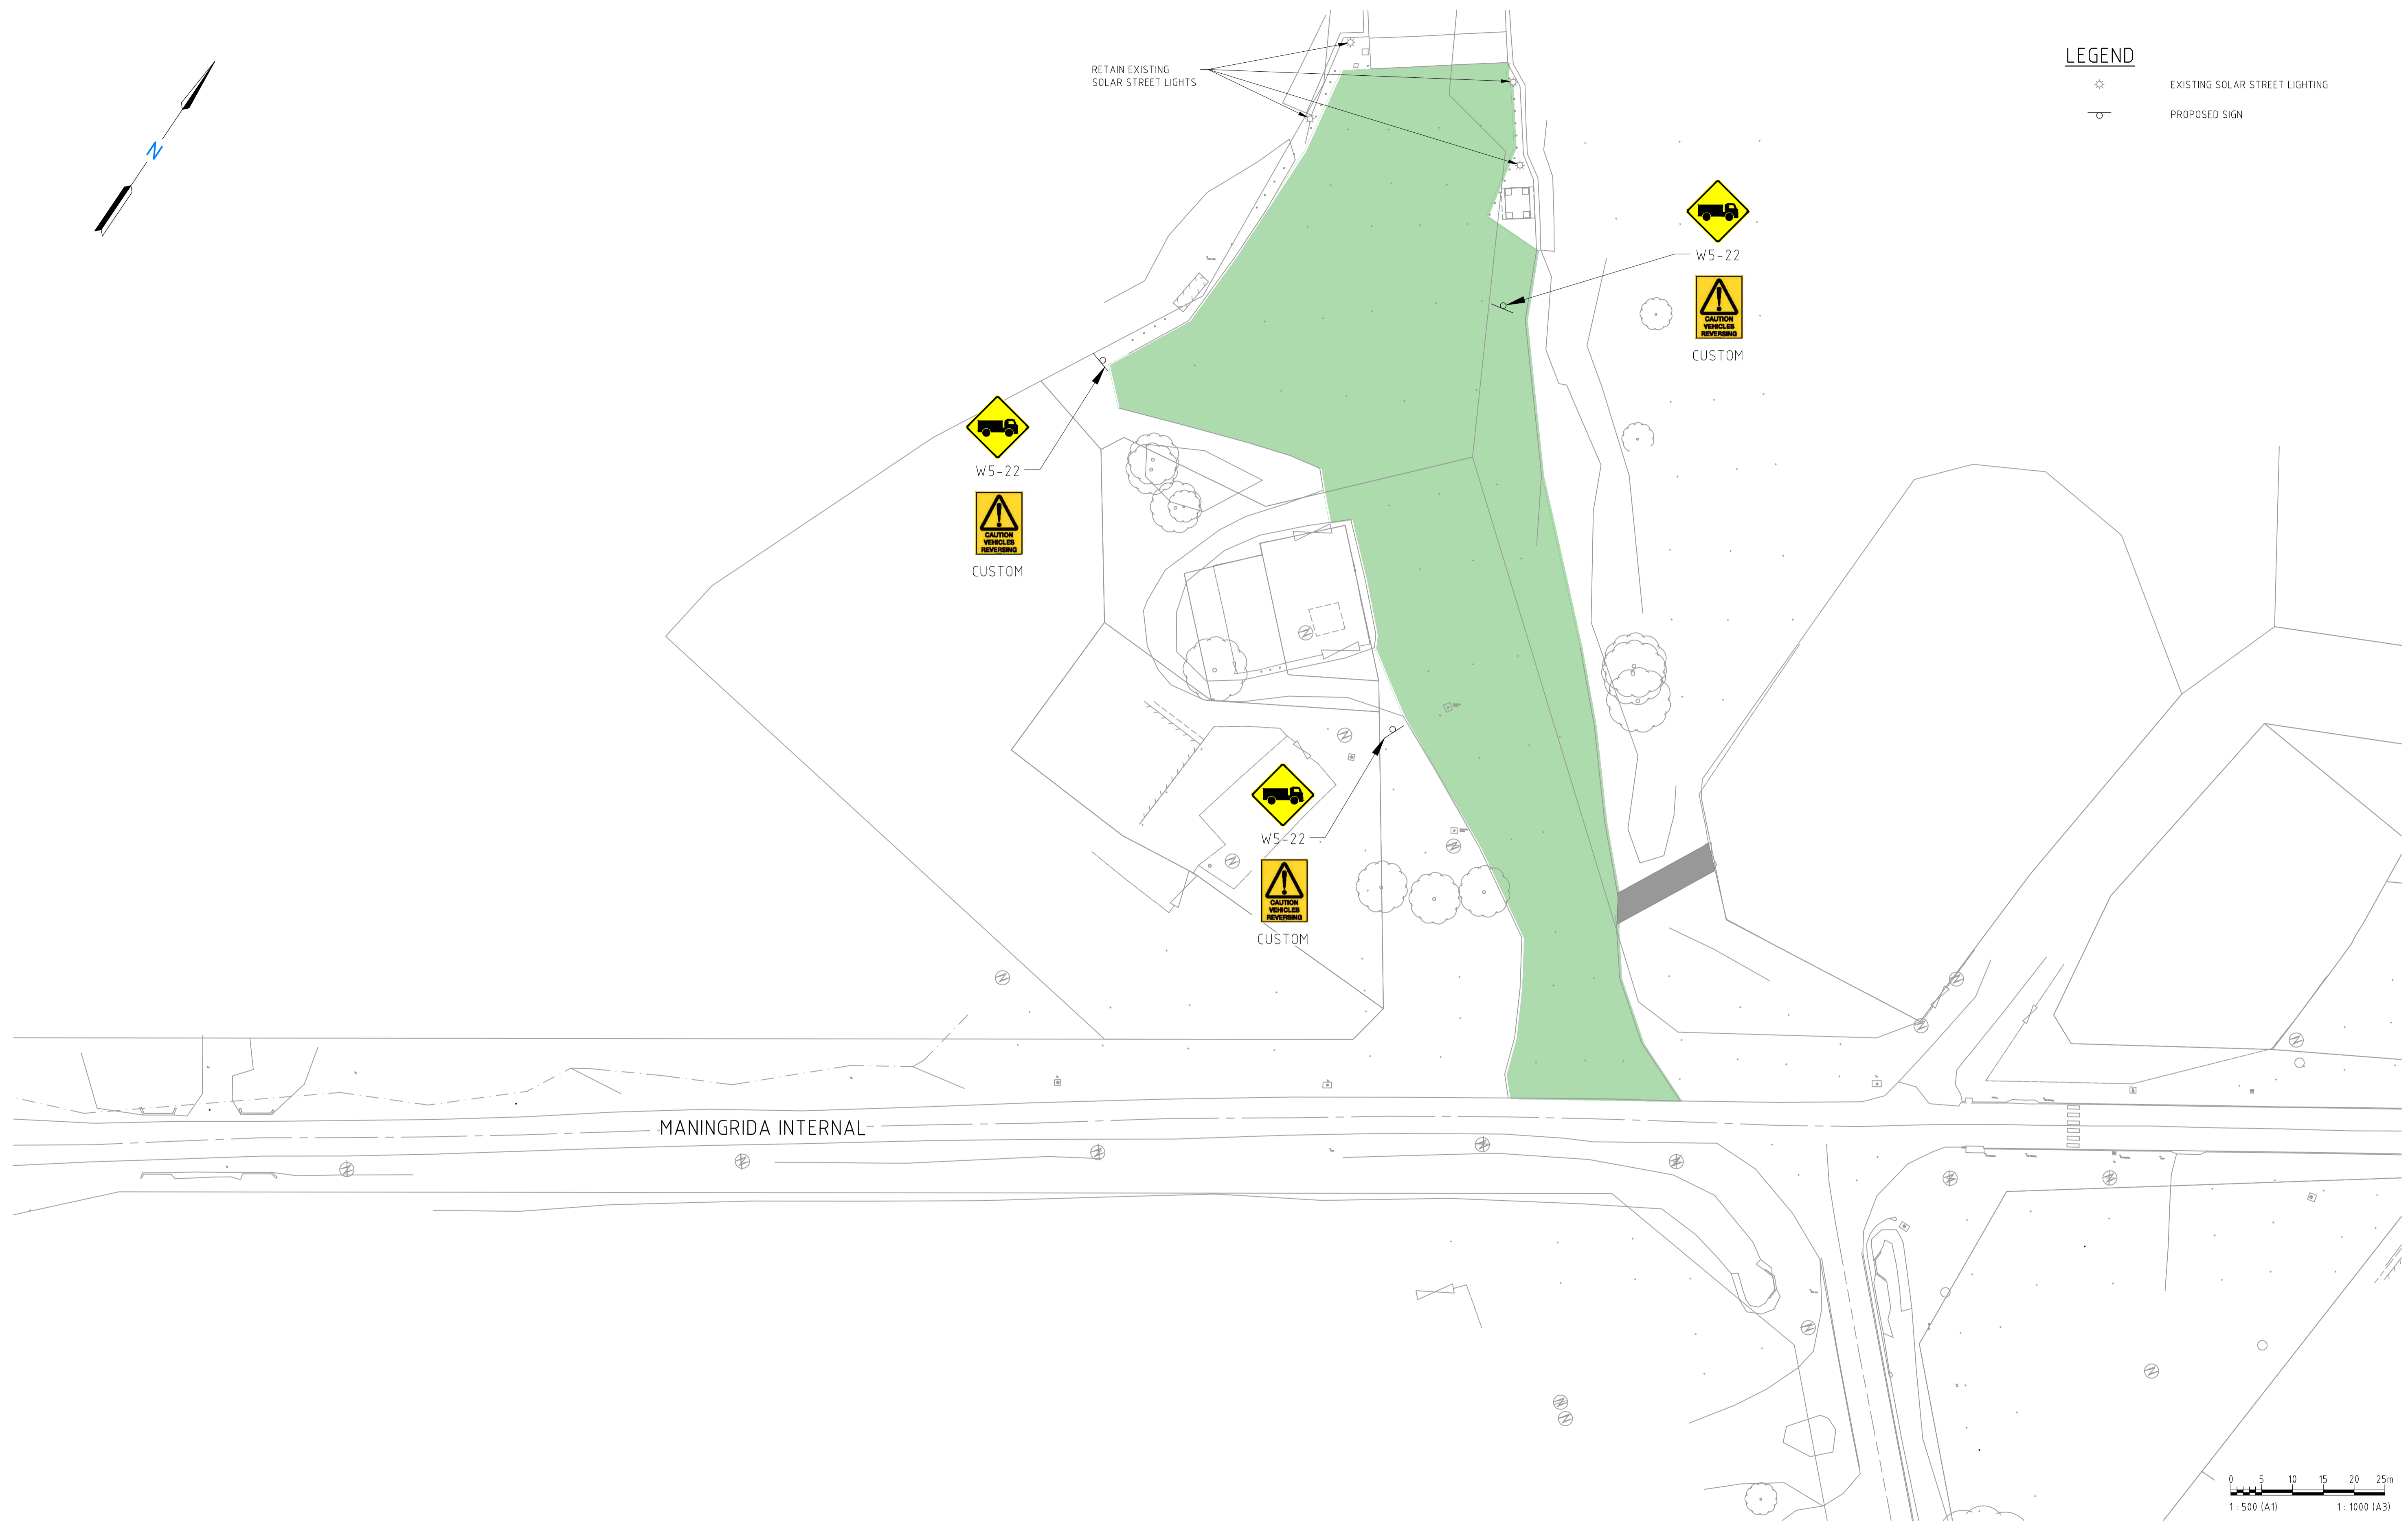 LEGEND
EXISTING SOLAR STREET LIGHTING
PROPOSED SIGN
RETAIN EXISTING
SOLAR STREET LIGHTS
N
W5-22
CAUTION
VEHICLES
REVERSING
CUSTOM
W5-22
CAUTION
VEHICLES
REVERSING
CUSTOM
W5-22
CAUTION
VEHICLES
REVERSING
CUSTOM
MANINGRIDA INTERNAL
0 5 10 15 20 25m
1 : 500 (A1) 1 : 1000 (A3)